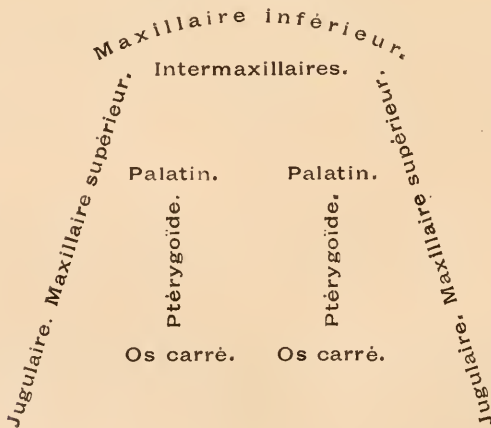 Maxillaire inférieur.
Intermaxillaires.
Jugulaire. Maxillaire supérieur.
Palatin.
Palatin.
Jugulaire. Maxillaire supérieur.
Ptérygoïde.
Ptérygoïde.
Os carré.
Os carré.